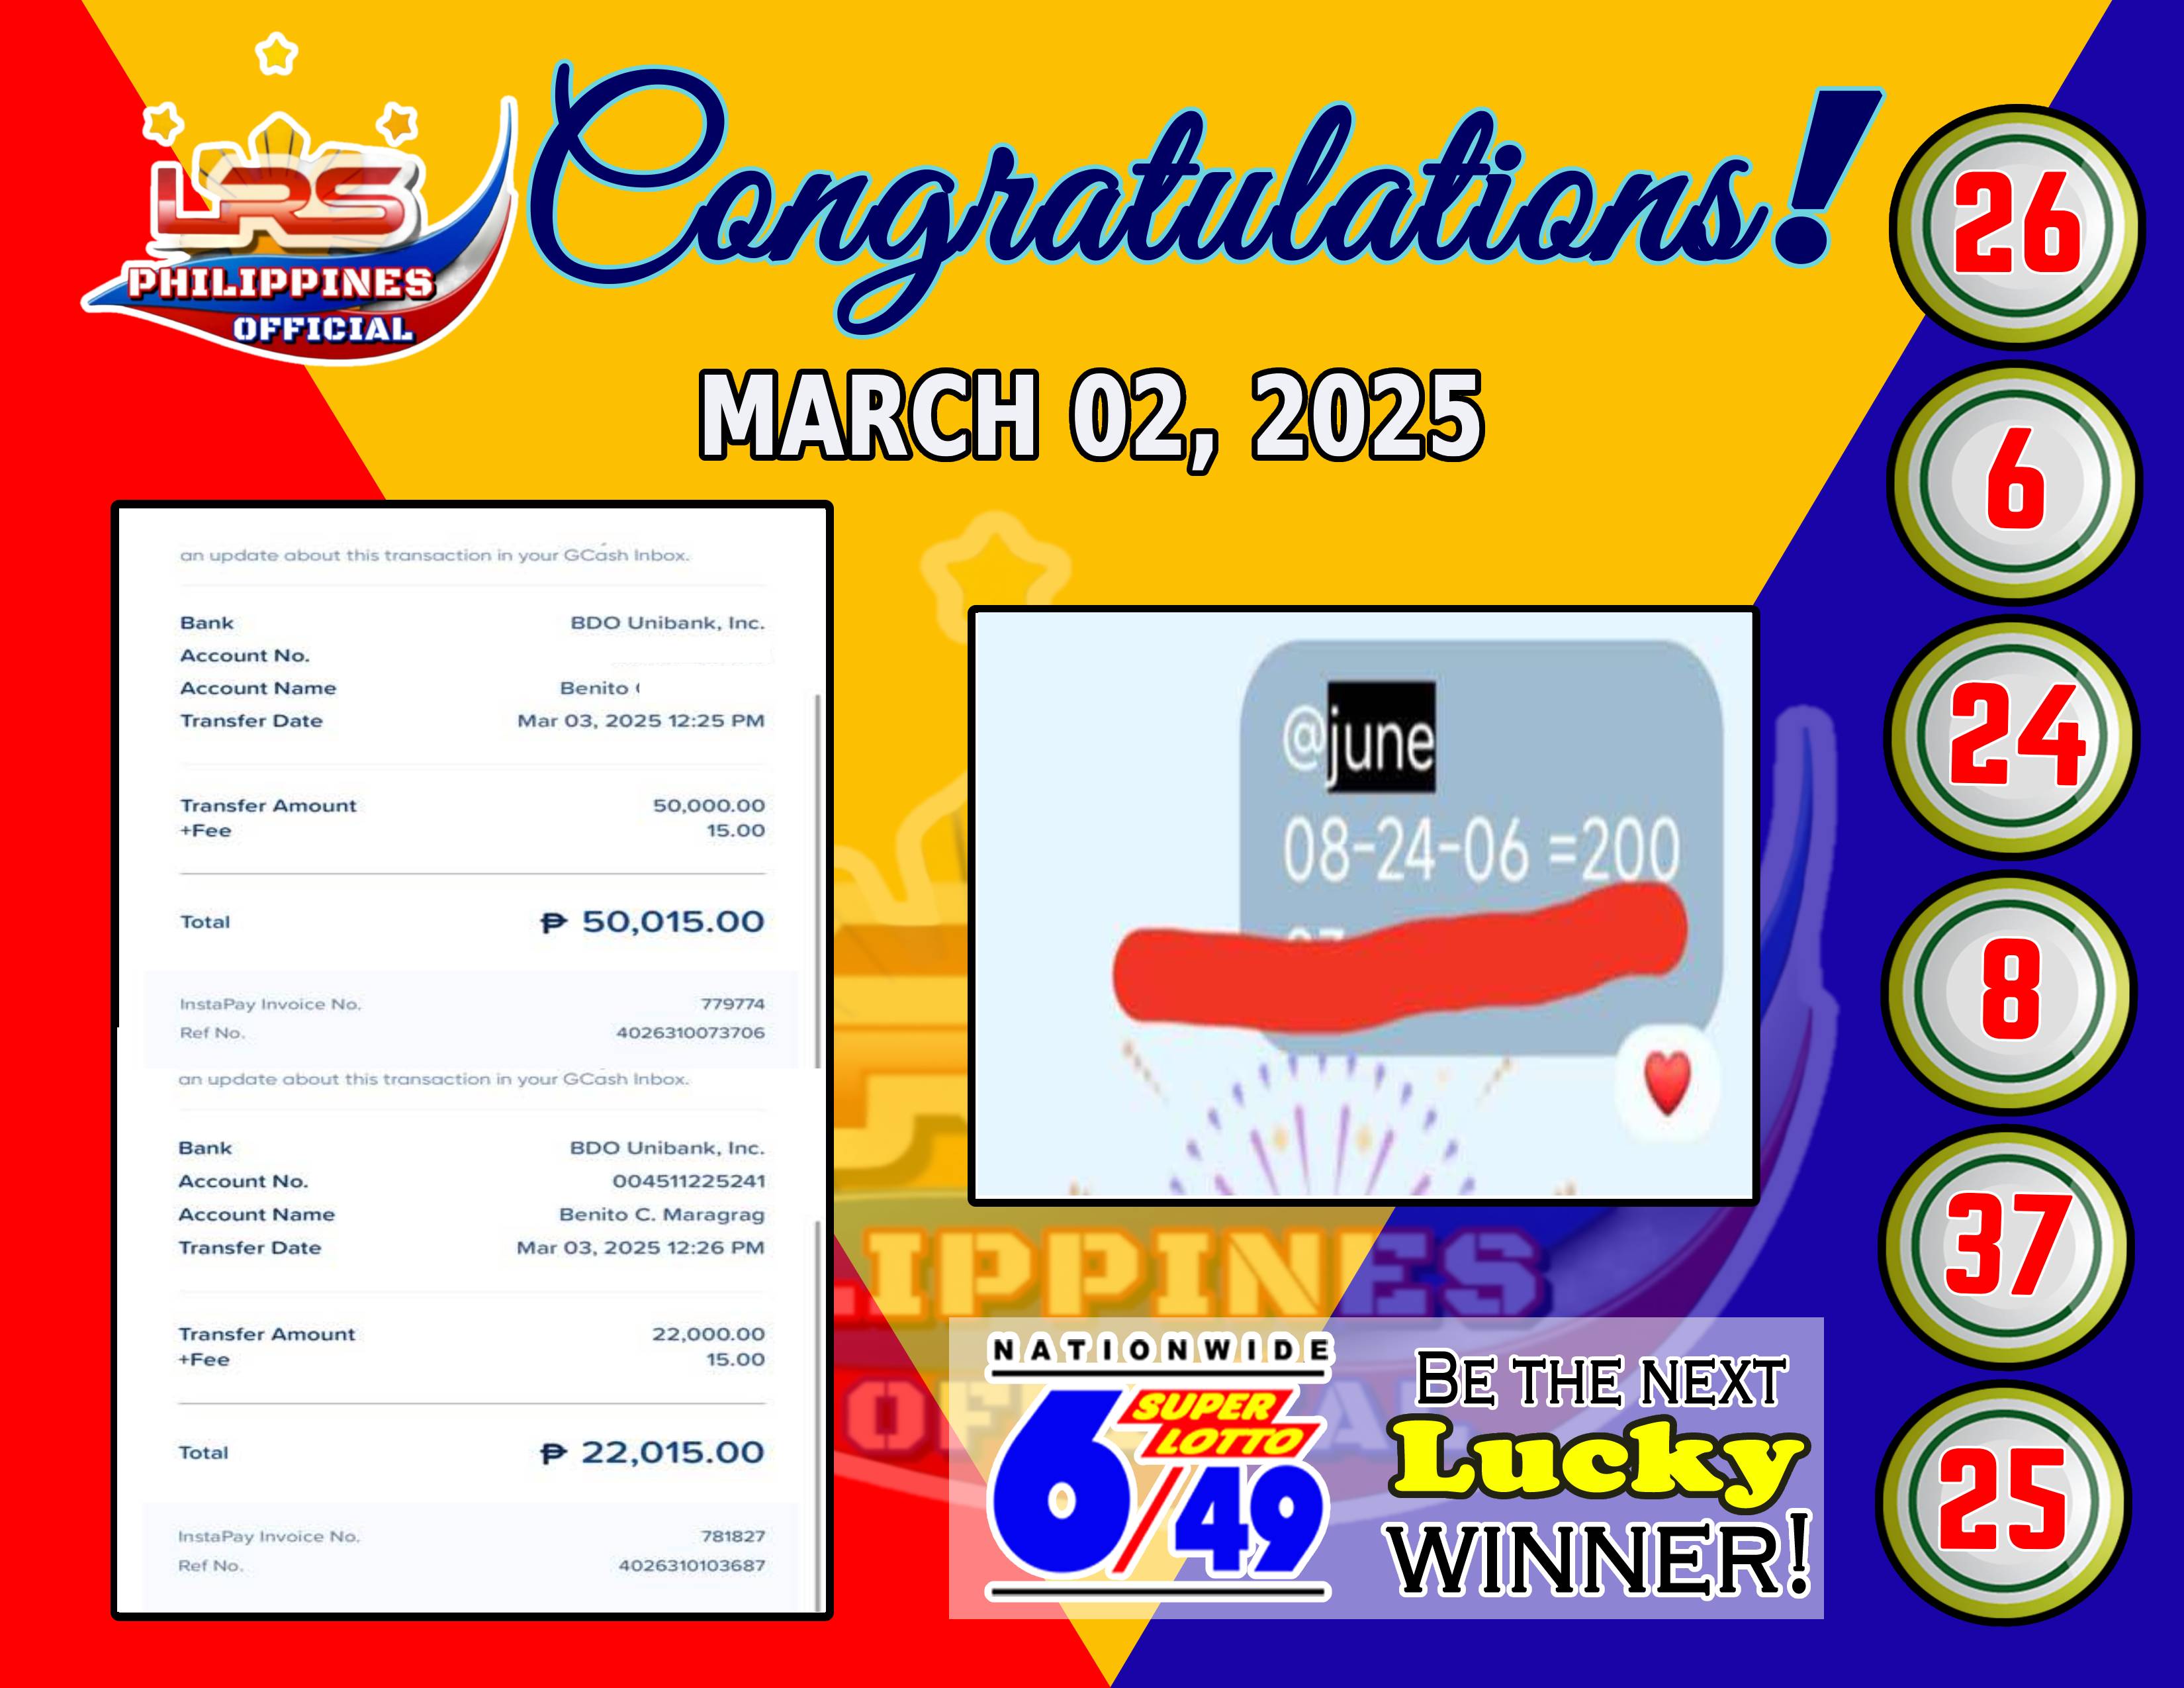 LRS
PHILIPPINES
OFFICIAL
Congratulations!
MARCH 02, 2025
an update about this transaction in your GCash Inbox.
Bank BDO Unibank, Inc.
Account No.
Account Name Benito
Transfer Date Mar 03, 2025 12:25 PM
Transfer Amount 50,000.00
+Fee 15.00
Total ₱ 50,015.00
InstaPay Invoice No. 779774
Ref No. 4026310073706
an update about this transaction in your GCash Inbox.
Bank BDO Unibank, Inc.
Account No. 004511225241
Account Name Benito C. Maragrag
Transfer Date Mar 03, 2025 12:26 PM
Transfer Amount 22,000.00
+Fee 15.00
Total ₱ 22,015.00
InstaPay Invoice No. 781827
Ref No. 4026310103687
@june
08-24-06 =200
NATIONWIDE
SUPER
LOTTO
6/49
BE THE NEXT
Lucky
WINNER!
26
6
24
8
37
25